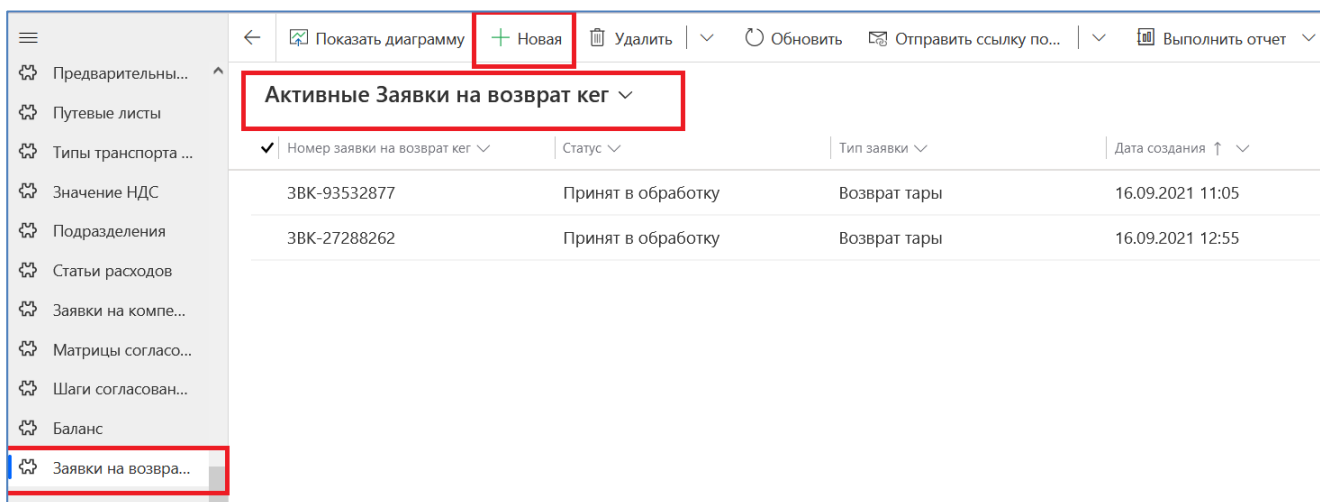 Показать диаграмму Новая Удалить Обновить Отправить ссылку по... Выполнить отчет
Предварительны...
Путевые листы
Типы транспорта ...
Значение НДС
Подразделения
Статьи расходов
Заявки на компе...
Матрицы согласо...
Шаги согласован...
Баланс
Заявки на возвра...
Активные Заявки на возврат кег
Номер заявки на возврат кег Статус Тип заявки Дата создания ↑
ЗВК-93532877 Принят в обработку Возврат тары 16.09.2021 11:05
ЗВК-27288262 Принят в обработку Возврат тары 16.09.2021 12:55